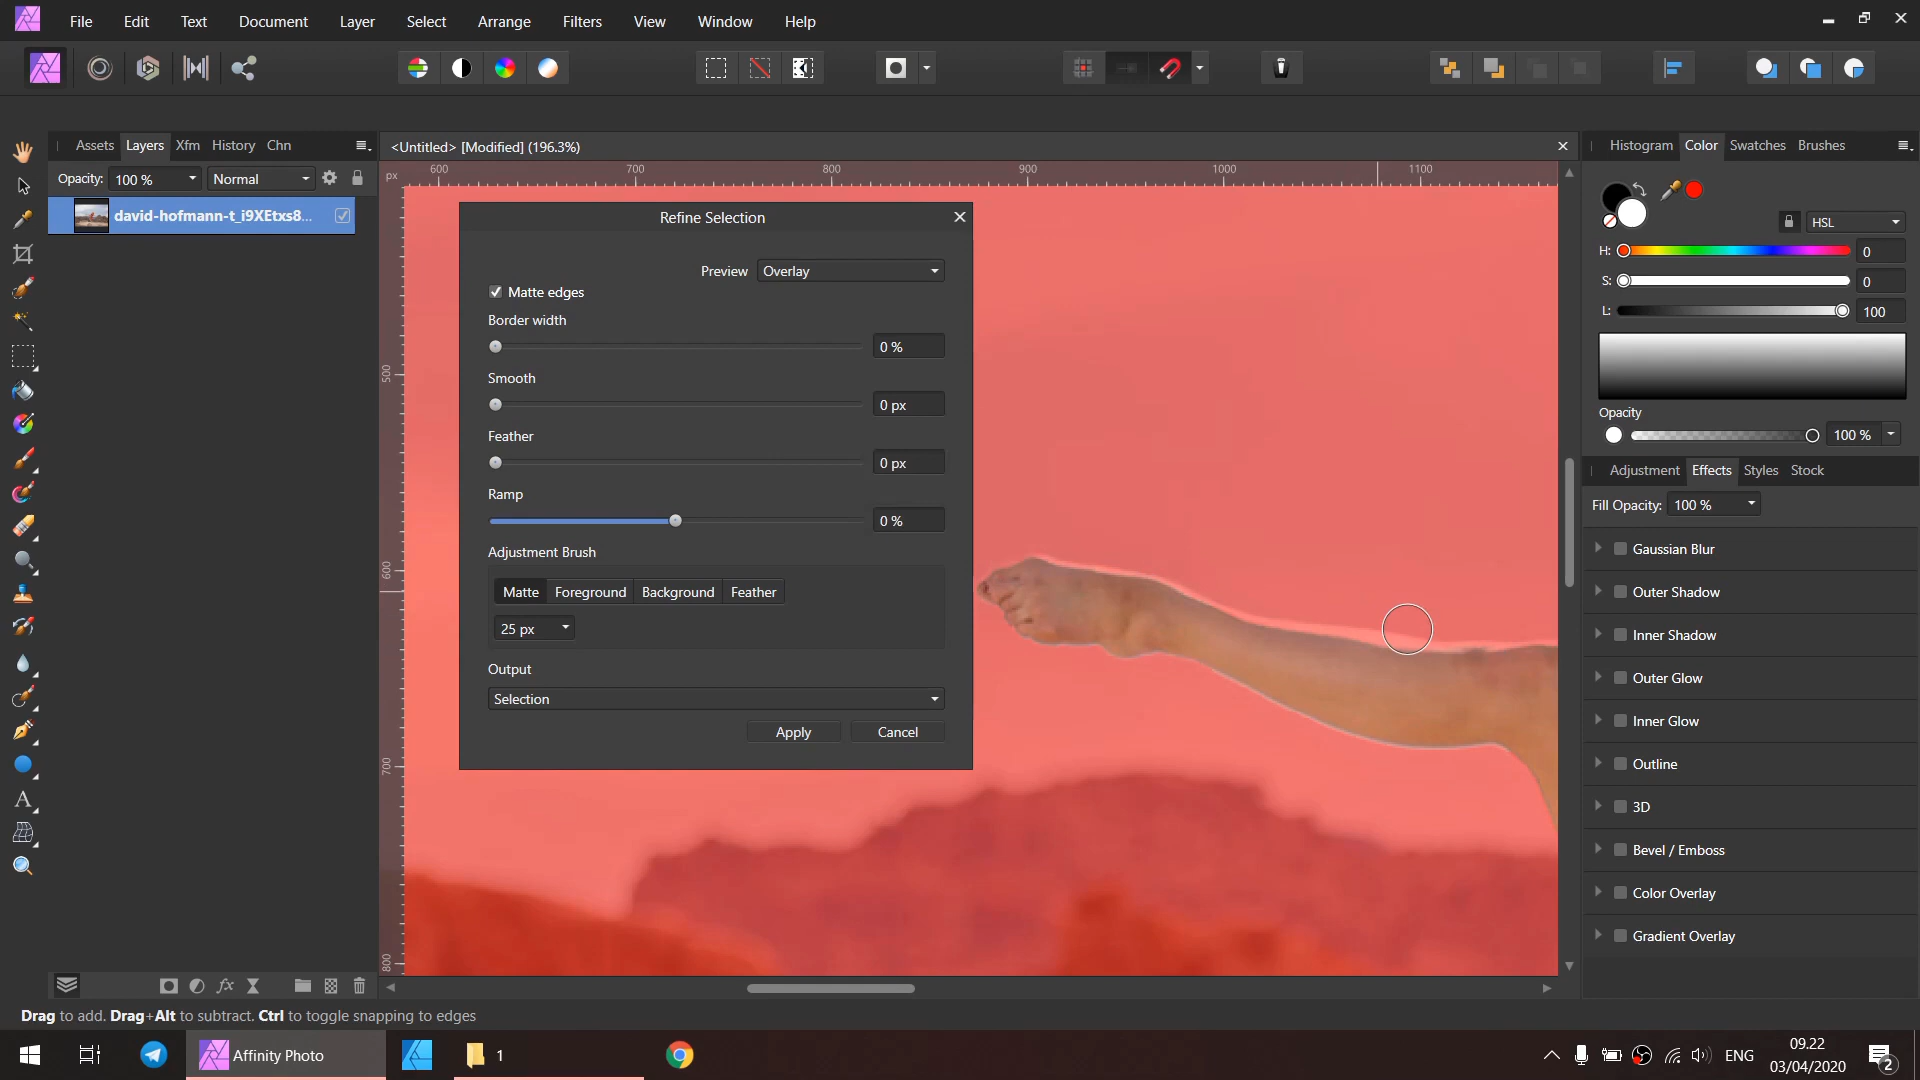 File Edit Text Document Layer Select Arrange Filters View Window Help
Assets Layers Xfm History Chn
Opacity: 100 % Normal
david-hofmann-t_i9XEtxs8...
<Untitled> [Modified] (196.3%)
px 600 700 800 900 1000 1100
500
600
700
800
Refine Selection
Preview Overlay
Matte edges
Border width
0 %
Smooth
0 px
Feather
0 px
Ramp
0 %
Adjustment Brush
Matte Foreground Background Feather
25 px
Output
Selection
Apply Cancel
Histogram Color Swatches Brushes
HSL
H: 0
S: 0
L: 100
Opacity
100 %
Adjustment Effects Styles Stock
Fill Opacity: 100 %
Gaussian Blur
Outer Shadow
Inner Shadow
Outer Glow
Inner Glow
Outline
3D
Bevel / Emboss
Color Overlay
Gradient Overlay
fx
Drag to add. Drag+Alt to subtract. Ctrl to toggle snapping to edges
Affinity Photo
1
ENG
09.22
03/04/2020
2